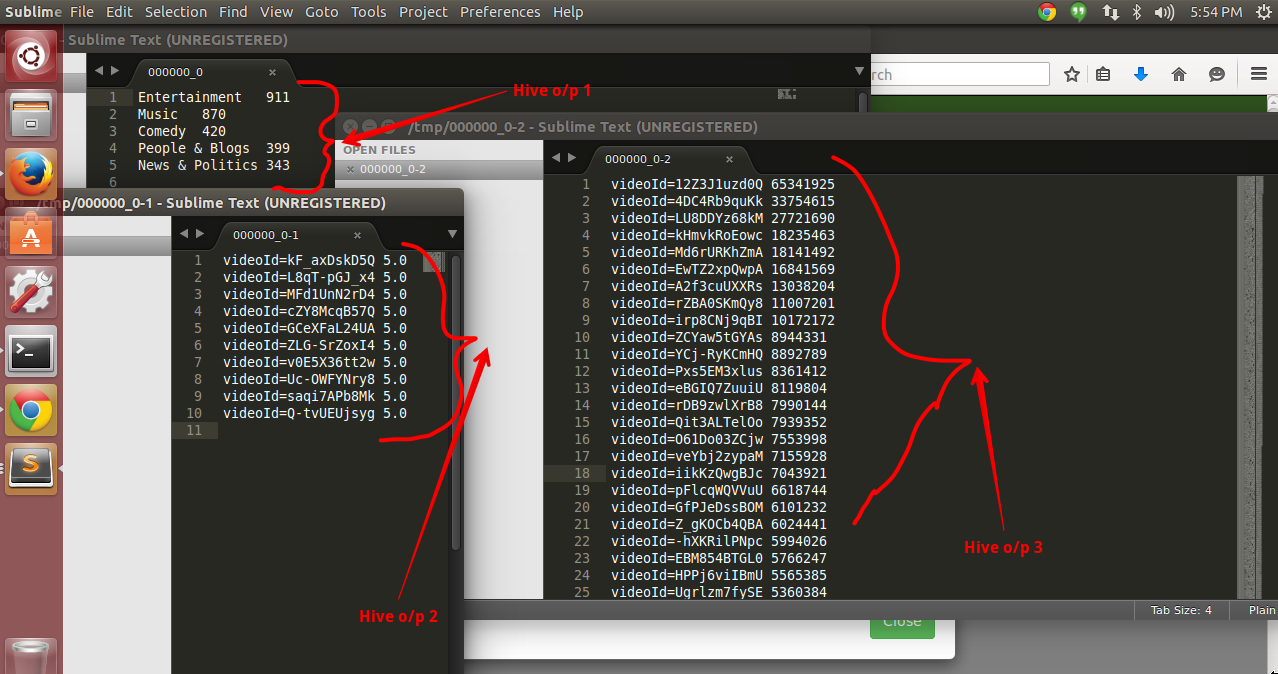 Sublime File Edit Selection Find View Goto Tools Project Preferences Help 5:54 PM
- Sublime Text (UNREGISTERED)
000000_0
1 Entertainment 911
2 Music 870
3 Comedy 420
4 People & Blogs 399
5 News & Politics 343
6
Hive o/p 1
rch
/tmp/000000_0-2 - Sublime Text (UNREGISTERED)
OPEN FILES
000000_0-2
000000_0-2
1 videoId=12Z3J1uzd0Q 65341925
2 videoId=4DC4Rb9quKk 33754615
3 videoId=LU8DDYz68kM 27721690
4 videoId=kHmvkRoEowc 18235463
5 videoId=Md6rURKhZmA 18141492
6 videoId=EwTZ2xpQwpA 16841569
7 videoId=A2f3cuUXXRs 13038204
8 videoId=rZBA0SKmQy8 11007201
9 videoId=irp8CNj9qBI 10172172
10 videoId=ZCYaw5tGYAs 8944331
11 videoId=YCj-RyKCmHQ 8892789
12 videoId=Pxs5EM3xlus 8361412
13 videoId=eBGIQ7ZuuiU 8119804
14 videoId=rDB9zwlXrB8 7990144
15 videoId=Qit3ALTelOo 7939352
16 videoId=O61Do03ZCjw 7553998
17 videoId=veYbj2zypaM 7155928
18 videoId=iikKzQwgBJc 7043921
19 videoId=pFlcqWQVVuU 6618744
20 videoId=GfPJeDssBOM 6101232
21 videoId=Z_gKOCb4QBA 6024441
22 videoId=-hXKRilPNpc 5994026
23 videoId=EBM854BTGL0 5766247
24 videoId=HPPj6viIBmU 5565385
25 videoId=Ugrlzm7fySE 5360384
Hive o/p 3
Tab Size: 4 Plain
Close
/tmp/000000_0-1 - Sublime Text (UNREGISTERED)
000000_0-1
1 videoId=kF_axDskD5Q 5.0
2 videoId=L8qT-pGJ_x4 5.0
3 videoId=MFd1UnN2rD4 5.0
4 videoId=cZY8McqB57Q 5.0
5 videoId=GCeXFaL24UA 5.0
6 videoId=ZLG-SrZoxI4 5.0
7 videoId=v0E5X36tt2w 5.0
8 videoId=Uc-OWFYNry8 5.0
9 videoId=saqi7APb8Mk 5.0
10 videoId=Q-tvUEUjsyg 5.0
11
Hive o/p 2